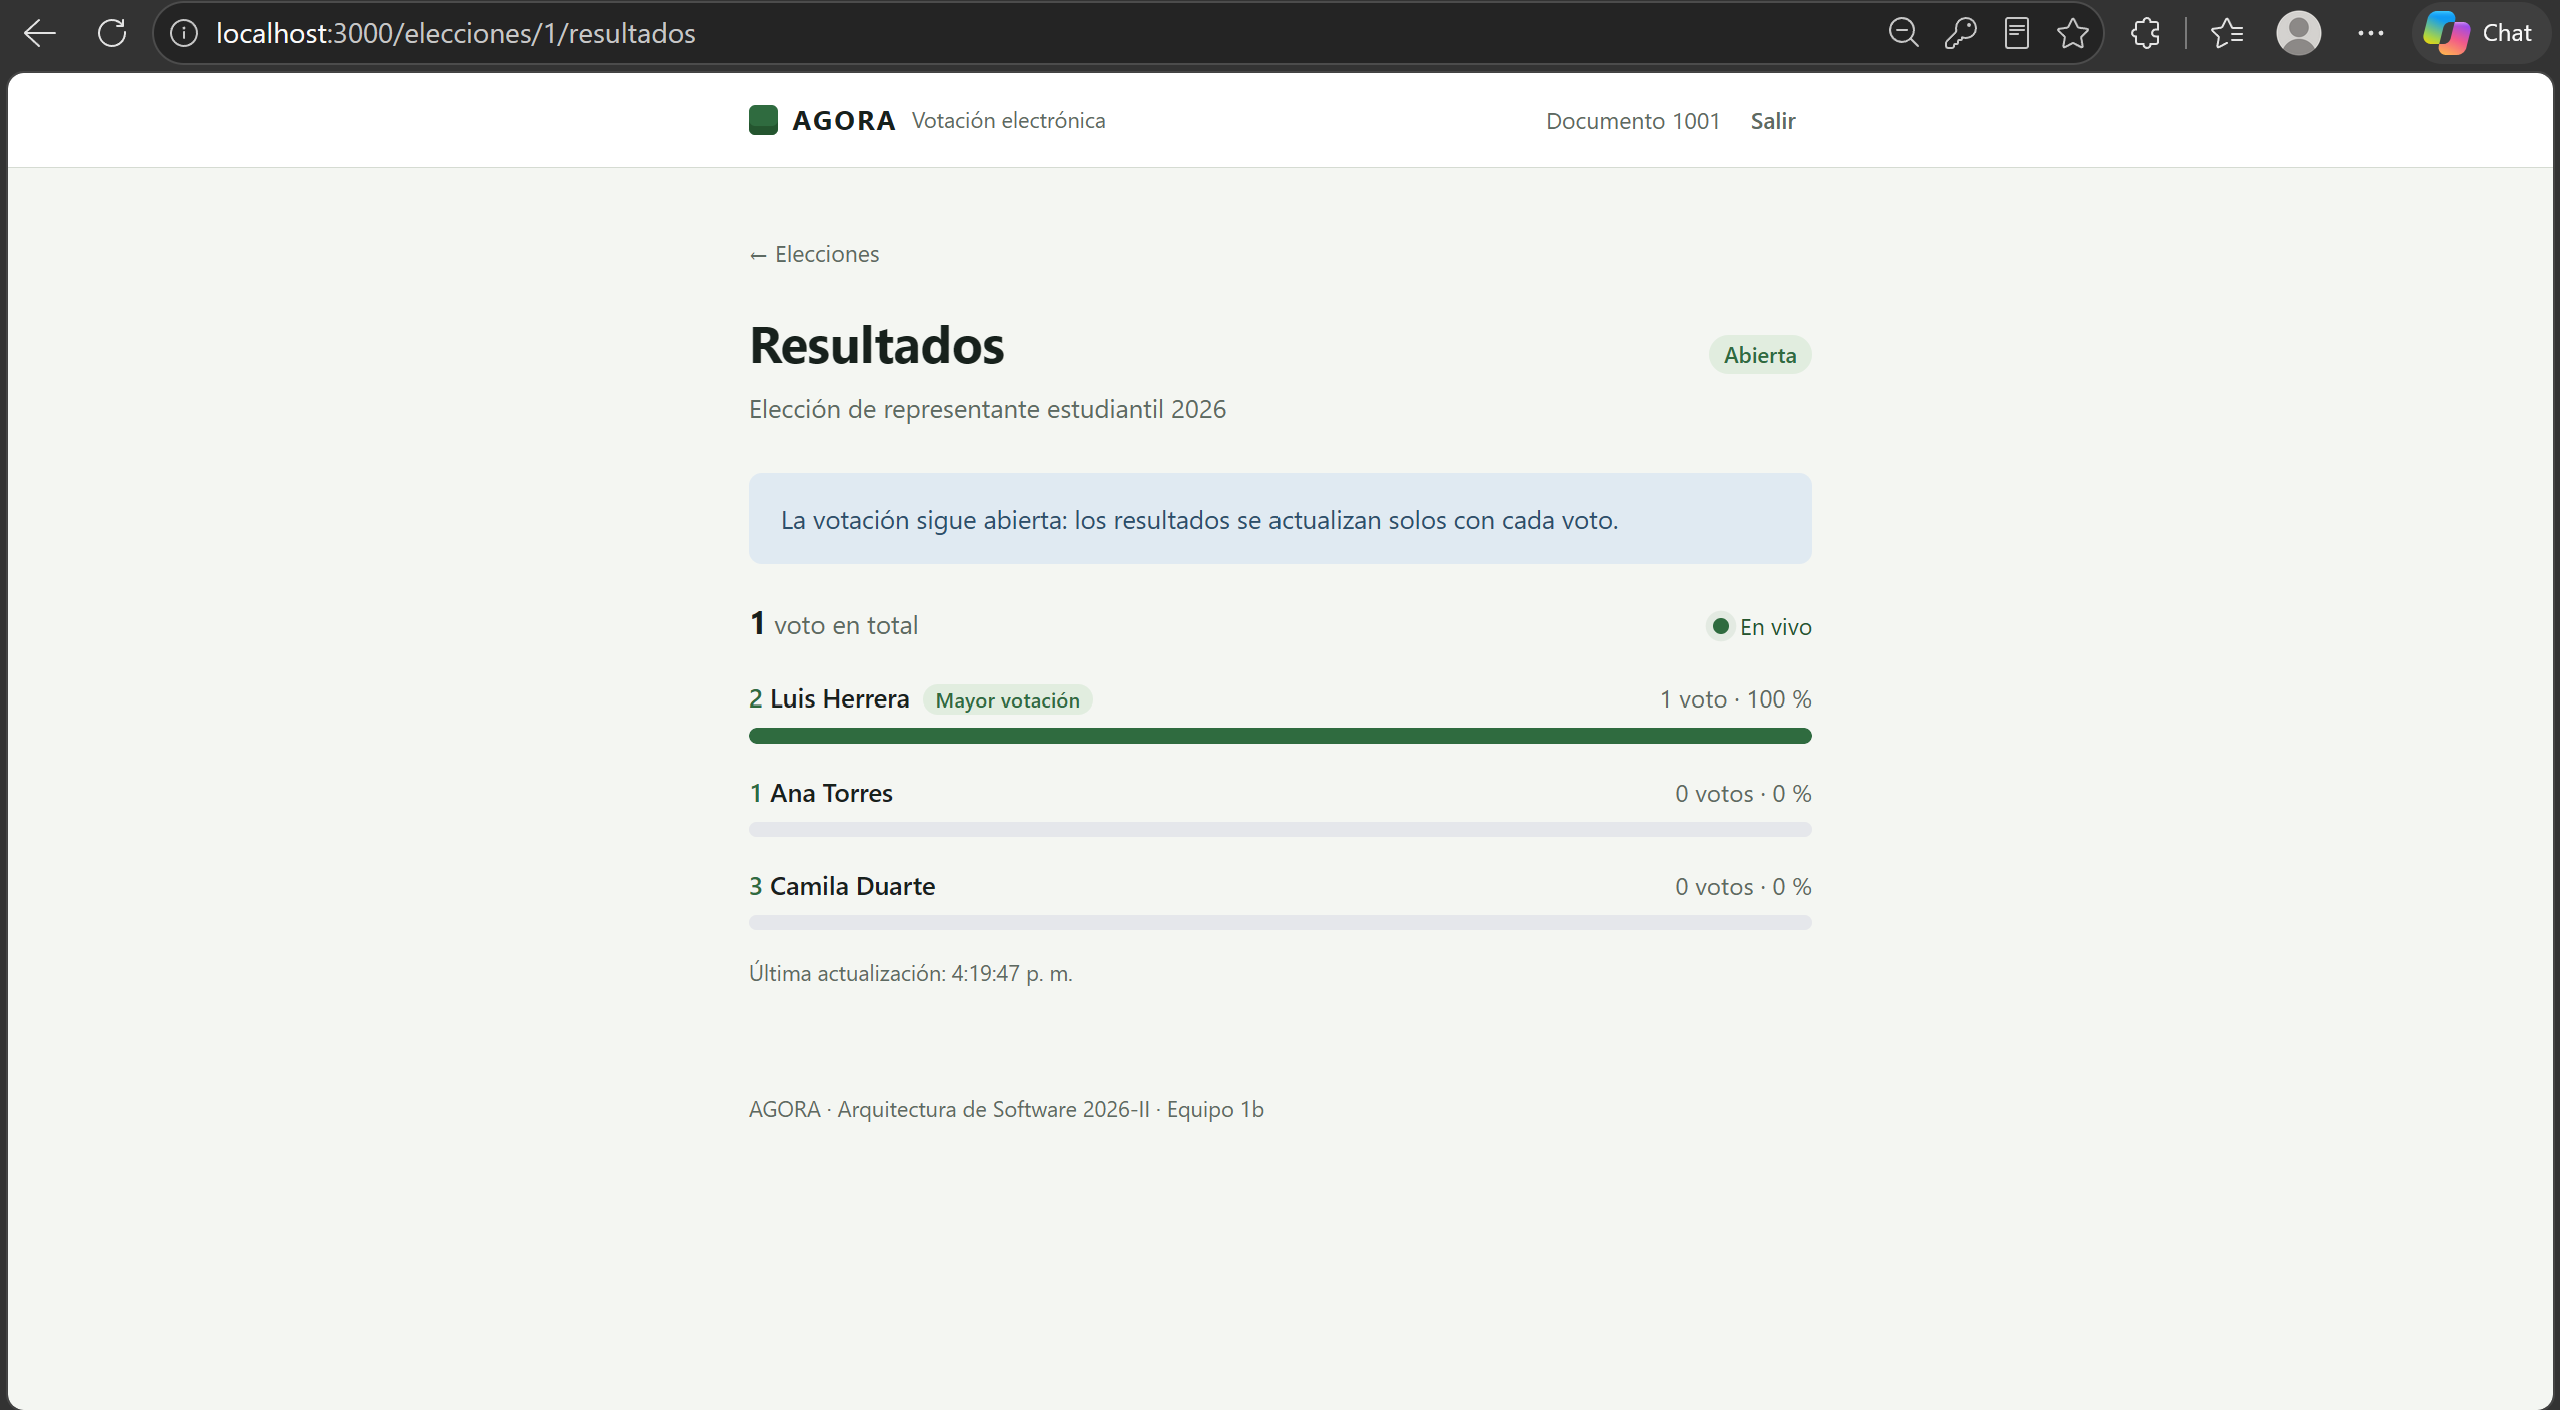 localhost:3000/elecciones/1/resultados
Chat
AGORA Votación electrónica
Documento 1001 Salir
← Elecciones
Resultados
Abierta
Elección de representante estudiantil 2026
La votación sigue abierta: los resultados se actualizan solos con cada voto.
1 voto en total
En vivo
2 Luis Herrera Mayor votación 1 voto · 100 %
1 Ana Torres 0 votos · 0 %
3 Camila Duarte 0 votos · 0 %
Última actualización: 4:19:47 p. m.
AGORA · Arquitectura de Software 2026-II · Equipo 1b